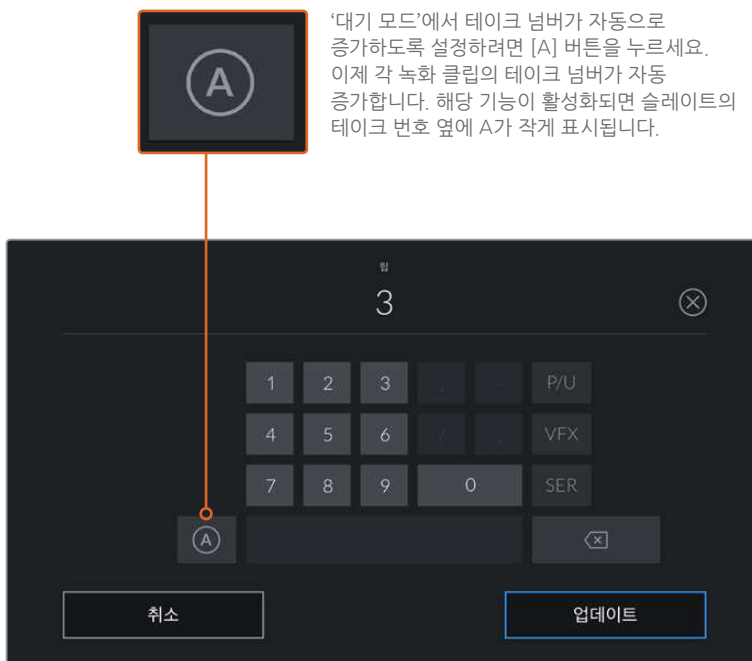 '대기 모드'에서 테이크 넘버가 자동으로
증가하도록 설정하려면 [A] 버튼을 누르세요.
이제 각 녹화 클립의 테이크 넘버가 자동
증가합니다. 해당 기능이 활성화되면 슬레이트의
테이크 번호 옆에 A가 작게 표시됩니다.
A
릴
3
1 2 3 . - P/U
4 5 6 / , VFX
7 8 9 0 SER
A
취소 업데이트